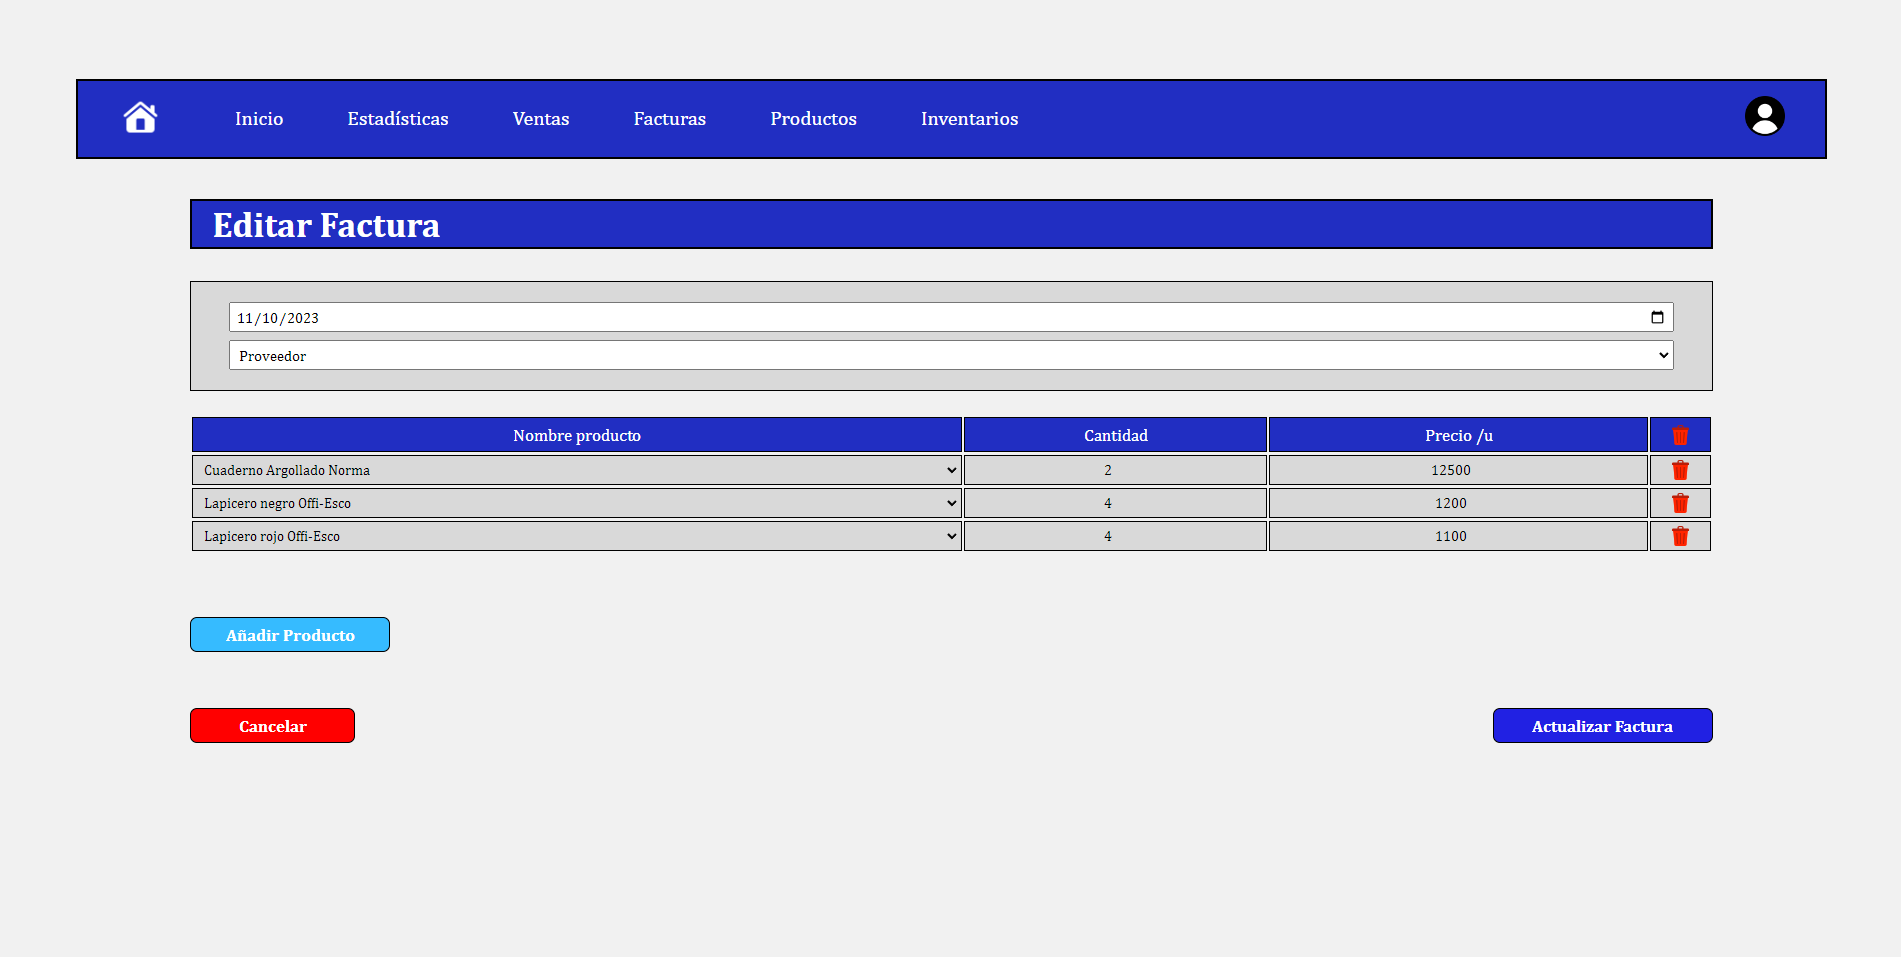 Inicio Estadísticas Ventas Facturas Productos Inventarios
Editar Factura
11/10/2023
Proveedor
Nombre producto Cantidad Precio /u
Cuaderno Argollado Norma 2 12500
Lapicero negro Offi-Esco 4 1200
Lapicero rojo Offi-Esco 4 1100
Añadir Producto
Cancelar Actualizar Factura